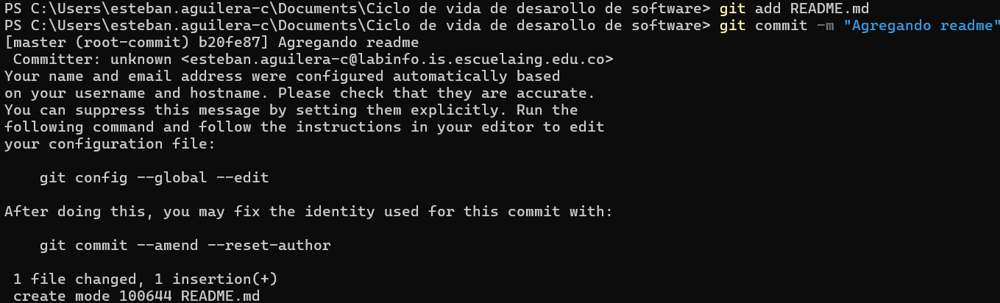 PS C:\Users\esteban.aguilera-c\Documents\Ciclo de vida de desarollo de software> git add README.md
PS C:\Users\esteban.aguilera-c\Documents\Ciclo de vida de desarollo de software> git commit -m "Agregando readme"
[master (root-commit) b20fe87] Agregando readme
 Committer: unknown <esteban.aguilera-c@labinfo.is.escuelaing.edu.co>
Your name and email address were configured automatically based
on your username and hostname. Please check that they are accurate.
You can suppress this message by setting them explicitly. Run the
following command and follow the instructions in your editor to edit
your configuration file:

    git config --global --edit

After doing this, you may fix the identity used for this commit with:

    git commit --amend --reset-author

 1 file changed, 1 insertion(+)
 create mode 100644 README.md